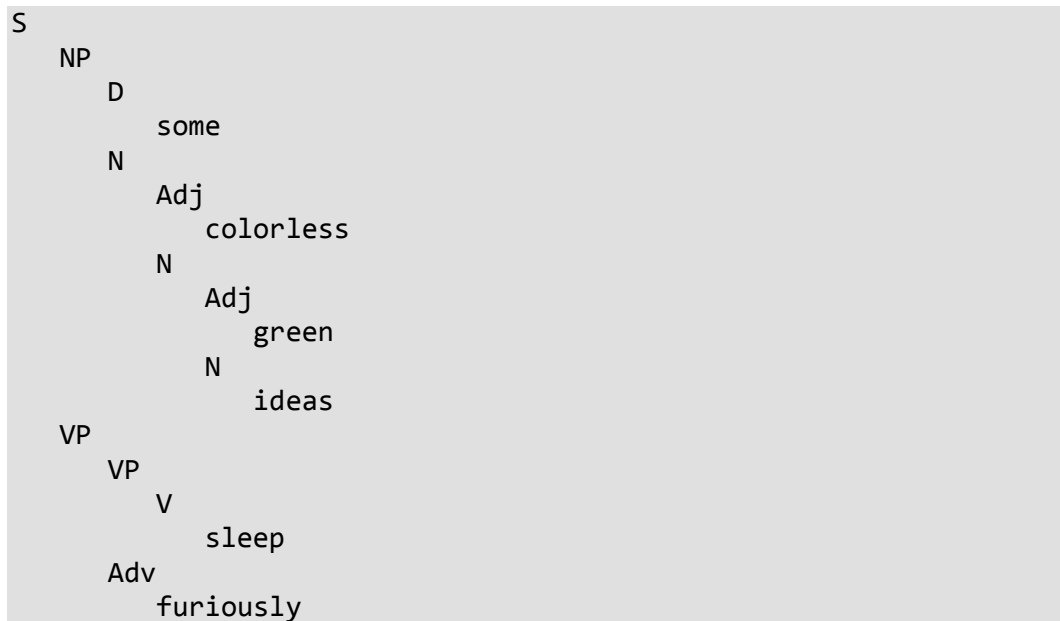 S
NP
D
some
N
Adj
colorless
N
Adj
green
N
ideas
VP
VP
V
sleep
Adv
furiously